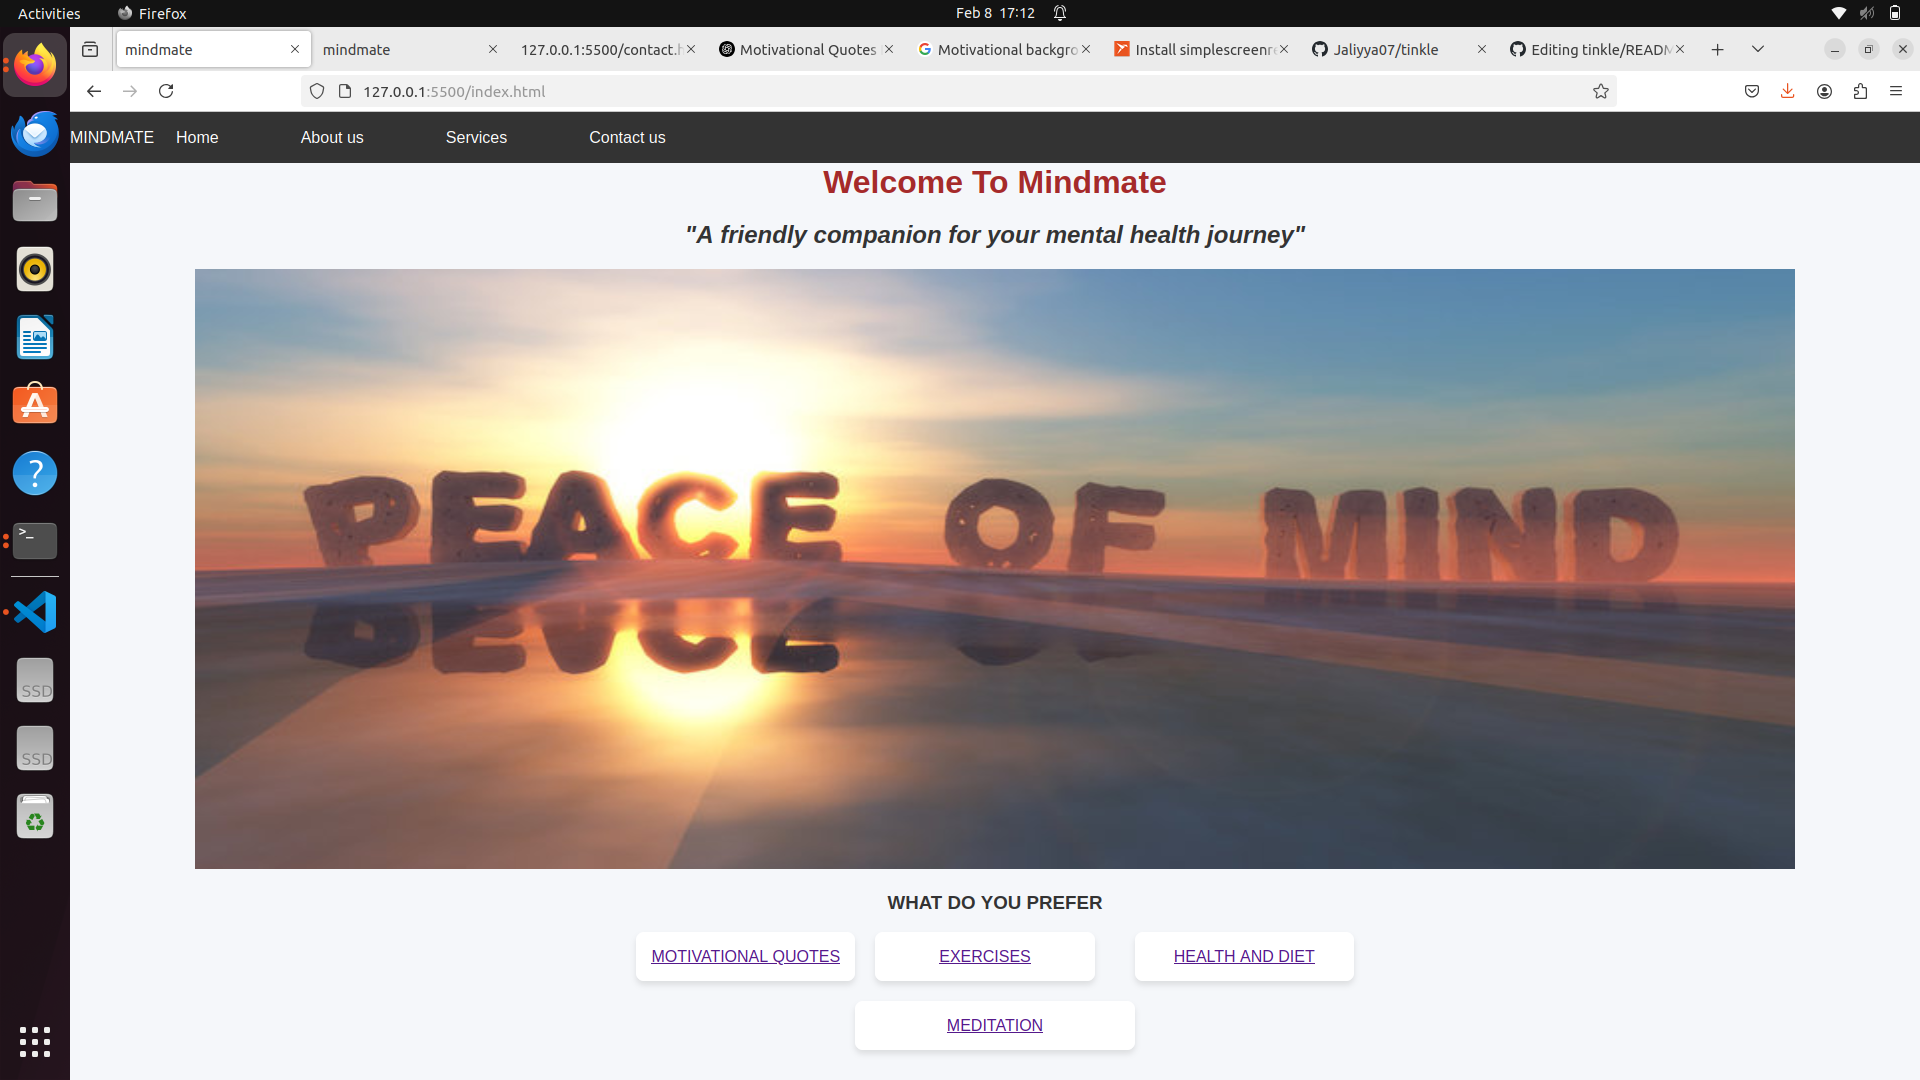 Activities
Firefox
Feb 8 17:12
mindmate
mindmate
127.0.0.1:5500/contact.h
Motivational Quotes
Motivational backgro
Install simplescreenre
Jaliyya07/tinkle
Editing tinkle/READM
127.0.0.1:5500/index.html
MINDMATE
Home
About us
Services
Contact us
Welcome To Mindmate
"A friendly companion for your mental health journey"
PEACE OF MIND
WHAT DO YOU PREFER
MOTIVATIONAL QUOTES
EXERCISES
HEALTH AND DIET
MEDITATION
SSD
SSD